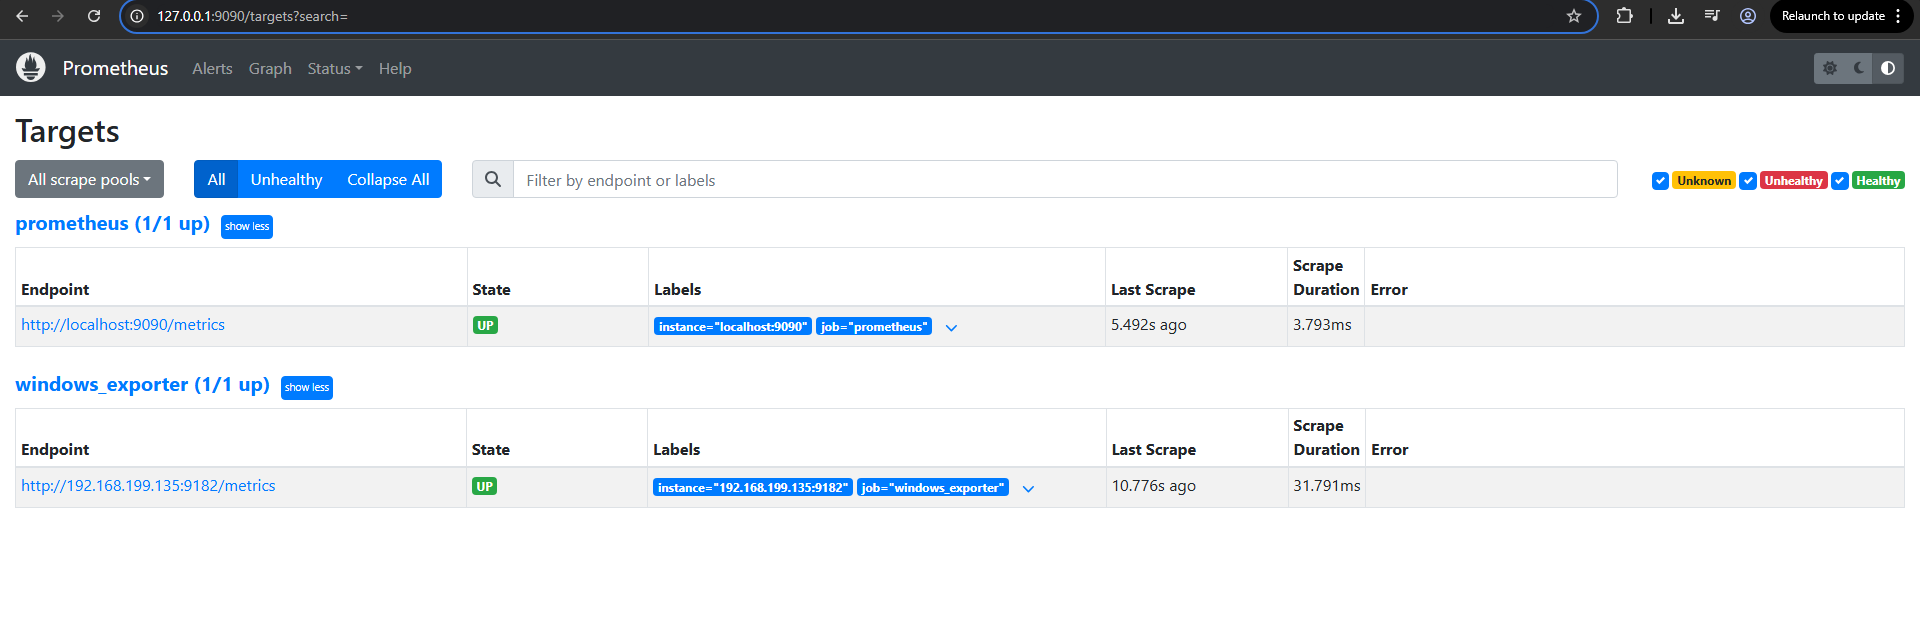 127.0.0.1:9090/targets?search=
Relaunch to update
Prometheus Alerts Graph Status Help
Targets
All scrape pools All Unhealthy Collapse All Filter by endpoint or labels Unknown Unhealthy Healthy
prometheus (1/1 up) show less
Endpoint State Labels Last Scrape Scrape Duration Error
http://localhost:9090/metrics UP instance="localhost:9090" job="prometheus" 5.492s ago 3.793ms
windows_exporter (1/1 up) show less
Endpoint State Labels Last Scrape Scrape Duration Error
http://192.168.199.135:9182/metrics UP instance="192.168.199.135:9182" job="windows_exporter" 10.776s ago 31.791ms